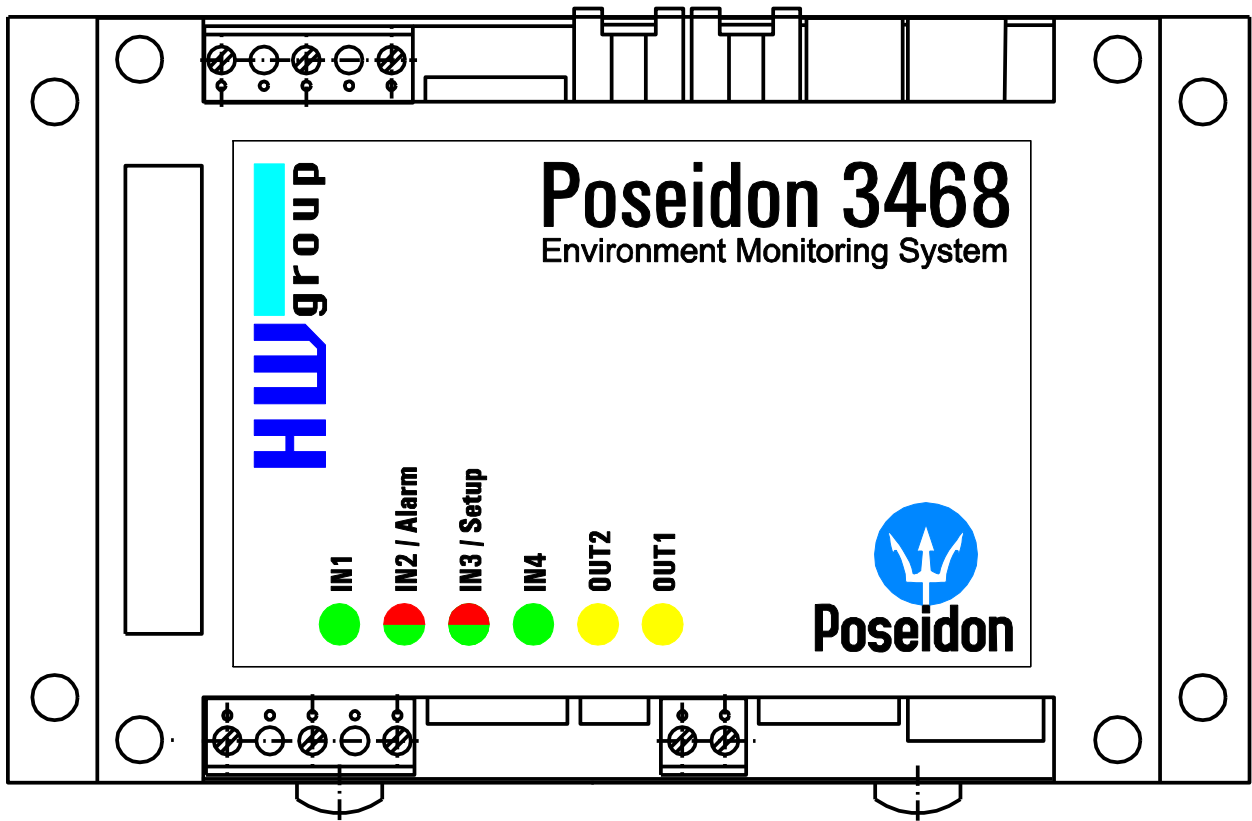 Poseidon 3468
Environment Monitoring System
HW group
IN1
IN2 / Alarm
IN3 / Setup
IN4
OUT2
OUT1
Poseidon